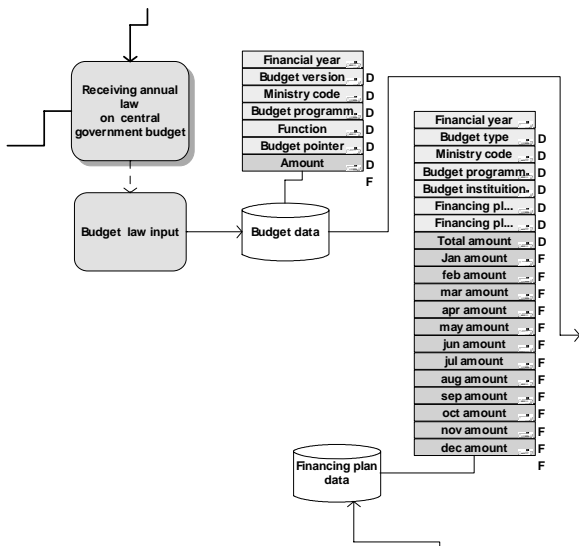 Receiving annual
law
on central
government budget
Budget law input
Financial year
Budget version D
Ministry code D
Budget programm. D
Function D
Budget pointer D
Amount D
F
Budget data
Financial year
Budget type D
Ministry code D
Budget programm. D
Budget instituition D
Financing pl... D
Financing pl... D
Total amount D
Jan amount F
feb amount F
mar amount F
apr amount F
may amount F
jun amount F
jul amount F
aug amount F
sep amount F
oct amount F
nov amount F
dec amount F
F
Financing plan
data